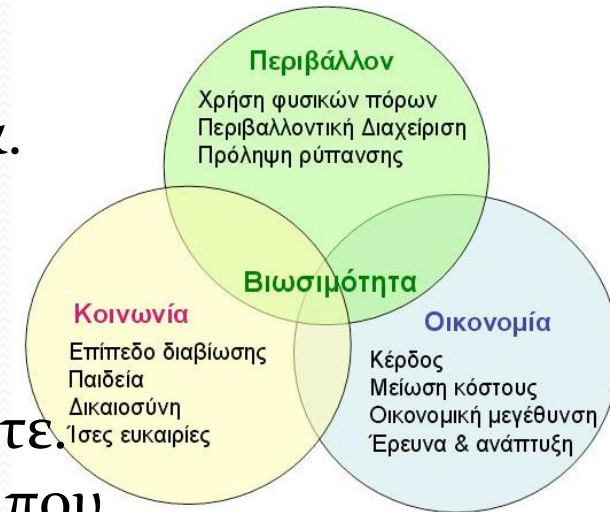 Περιβάλλον
Χρήση φυσικών πόρων
Περιβαλλοντική Διαχείριση
Πρόληψη ρύπανσης
Βιωσιμότητα
Κοινωνία
Επίπεδο διαβίωσης
Παιδεία
Δικαιοσύνη
Ίσες ευκαιρίες
Οικονομία
Κέρδος
Μείωση κόστους
Οικονομική μεγέθυνση
Έρευνα & ανάπτυξη
που